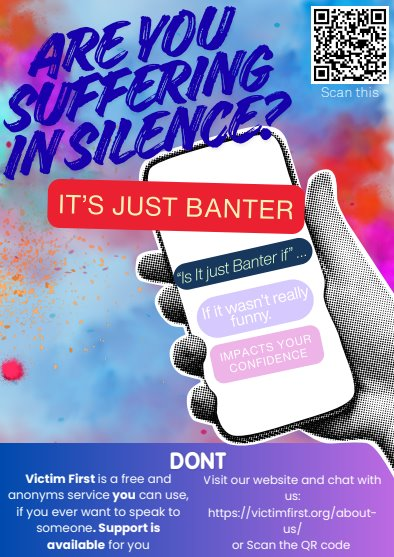 ARE YOU
SUFFERING
IN SILENCE?
Scan this
IT'S JUST BANTER
"Is It just Banter if" ...
If it wasn't really
funny.
IMPACTS YOUR
CONFIDENCE
DONT
Victim First is a free and
anonyms service you can use,
if you ever want to speak to
someone. Support is
available for you
Visit our website and chat with
us:
https://victimfirst.org/about-
us/
or Scan the QR code